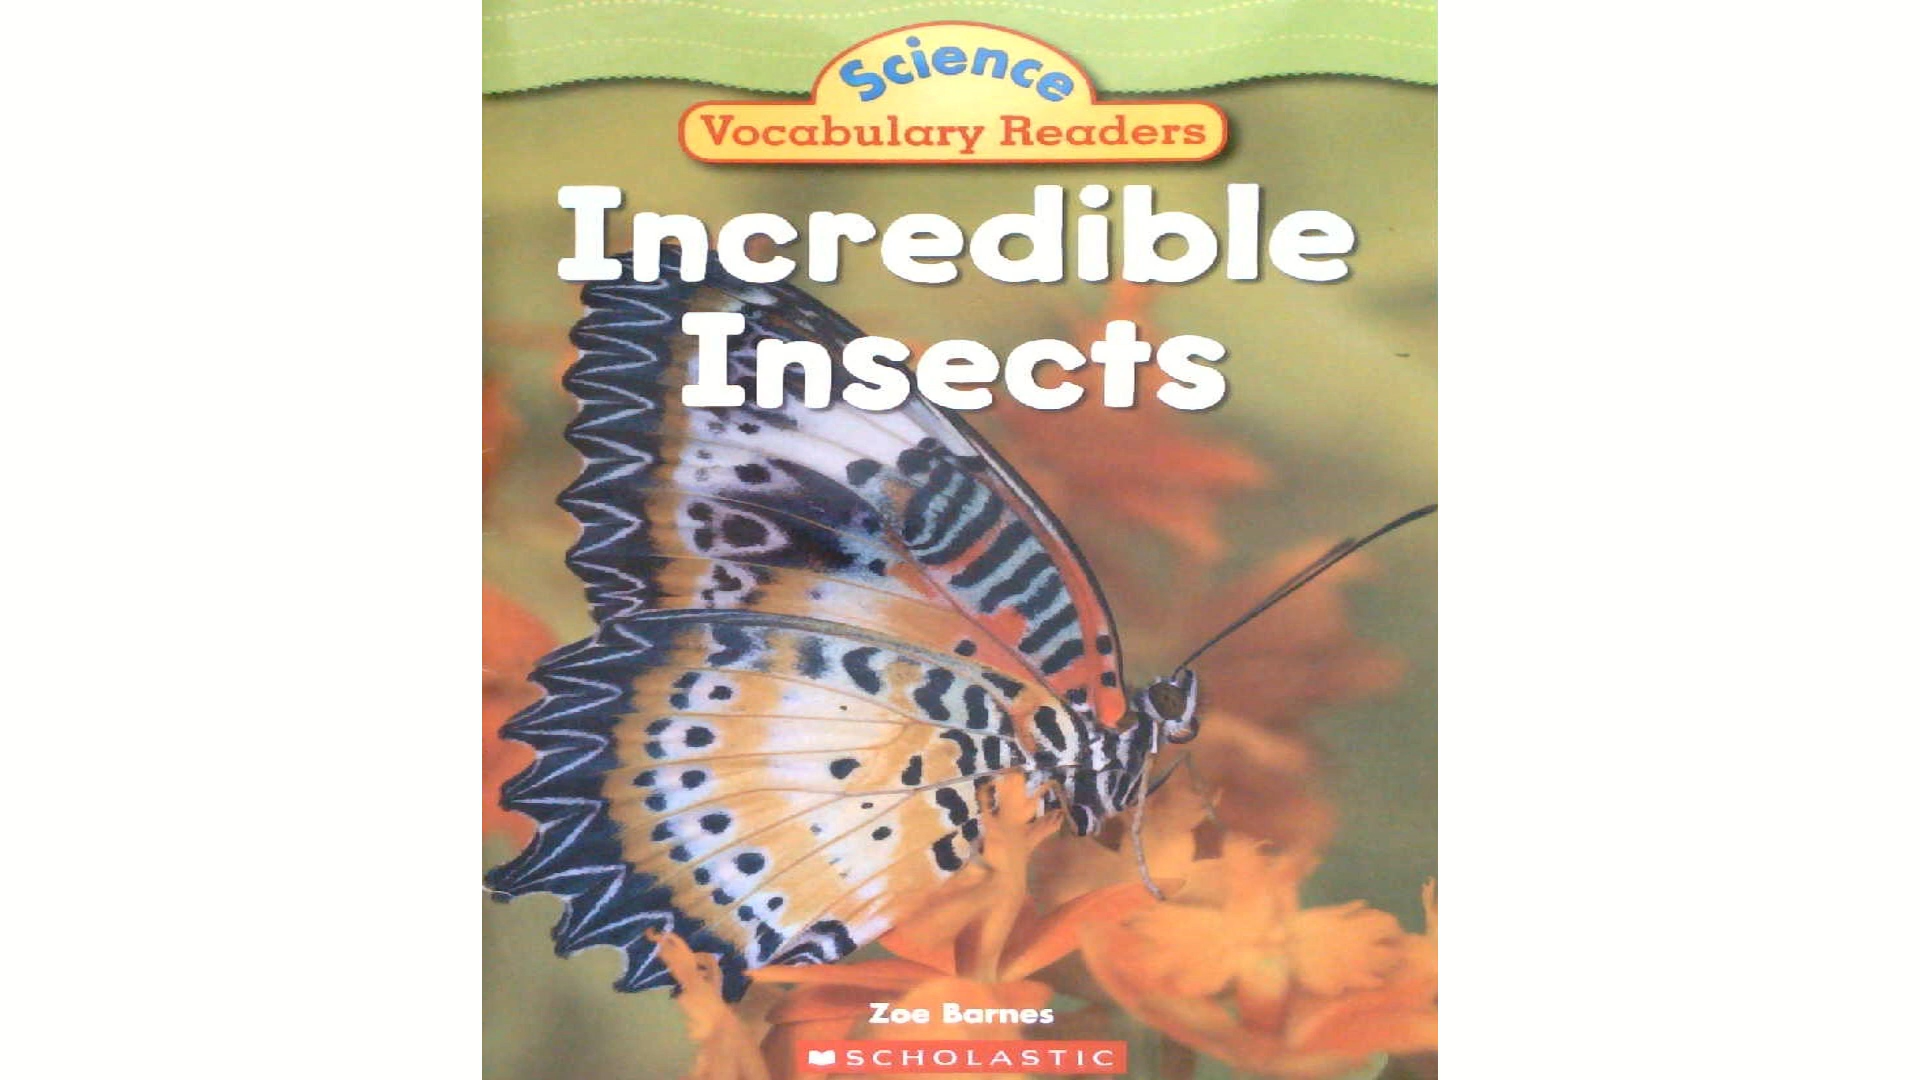 Science
Vocabulary Readers
Incredible
Insects
Zoe Barnes
SCHOLASTIC